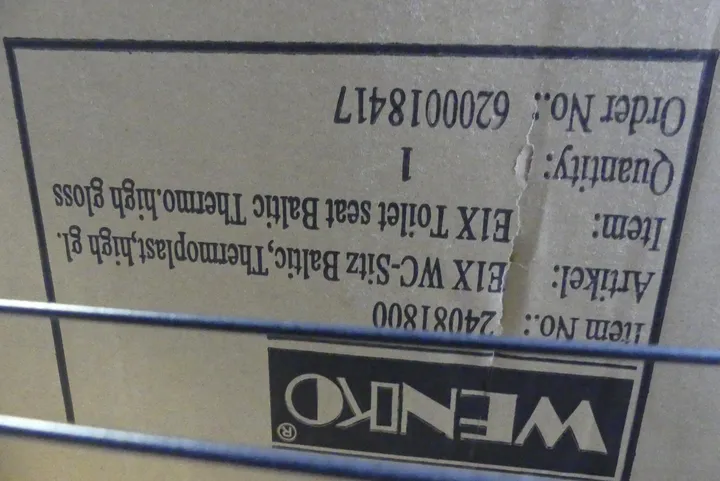 WENKO®
Item No.: 24081800
Artikel: EIX WC-Sitz Baltic,Thermoplast,high gl.
Item: EIX Toilet seat Baltic Thermo.high gloss
Quantity: 1
Order No.: 6200018417